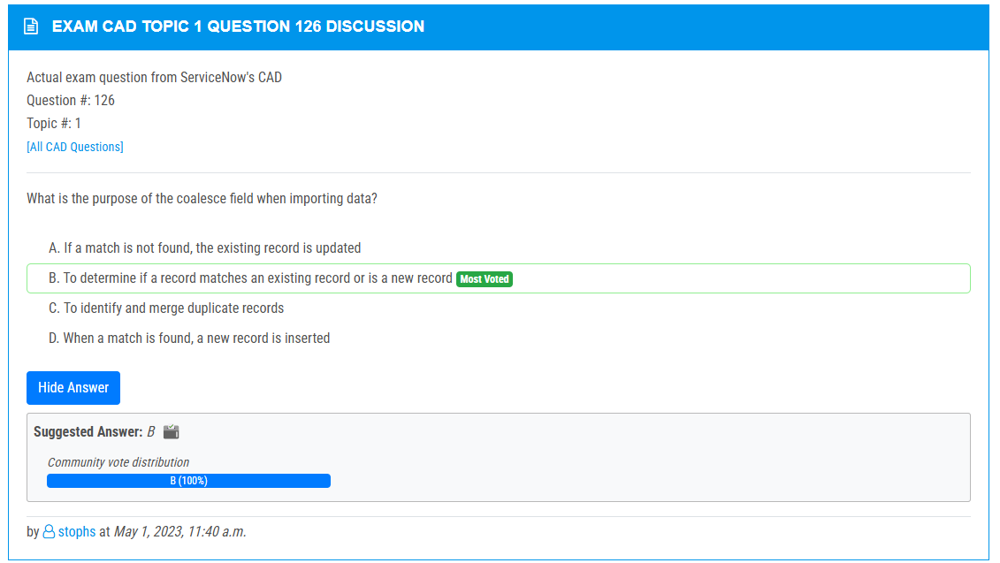 EXAM CAD TOPIC 1 QUESTION 126 DISCUSSION
Actual exam question from ServiceNow's CAD
Question #: 126
Topic #: 1
[All CAD Questions]
What is the purpose of the coalesce field when importing data?
A. If a match is not found, the existing record is updated
B. To determine if a record matches an existing record or is a new record Most Voted
C. To identify and merge duplicate records
D. When a match is found, a new record is inserted
Hide Answer
Suggested Answer: B
Community vote distribution
B (100%)
by stophs at May 1, 2023, 11:40 a.m.